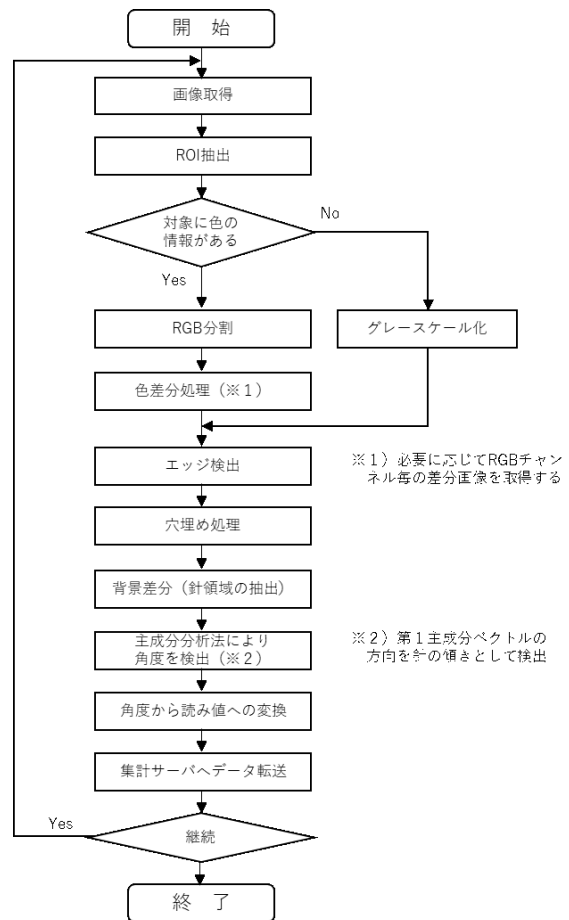 開　始
画像取得
ROI抽出
対象に色の
情報がある
No
Yes
RGB分割
グレースケール化
色差分処理（※１）
エッジ検出
※１）必要に応じてRGBチャン
ネル毎の差分画像を取得する
穴埋め処理
背景差分（針領域の抽出）
主成分分析法により
角度を検出（※２）
※２）第１主成分ベクトルの
方向を針の傾きとして検出
角度から読み値への変換
集計サーバへデータ転送
Yes
継続
終　了